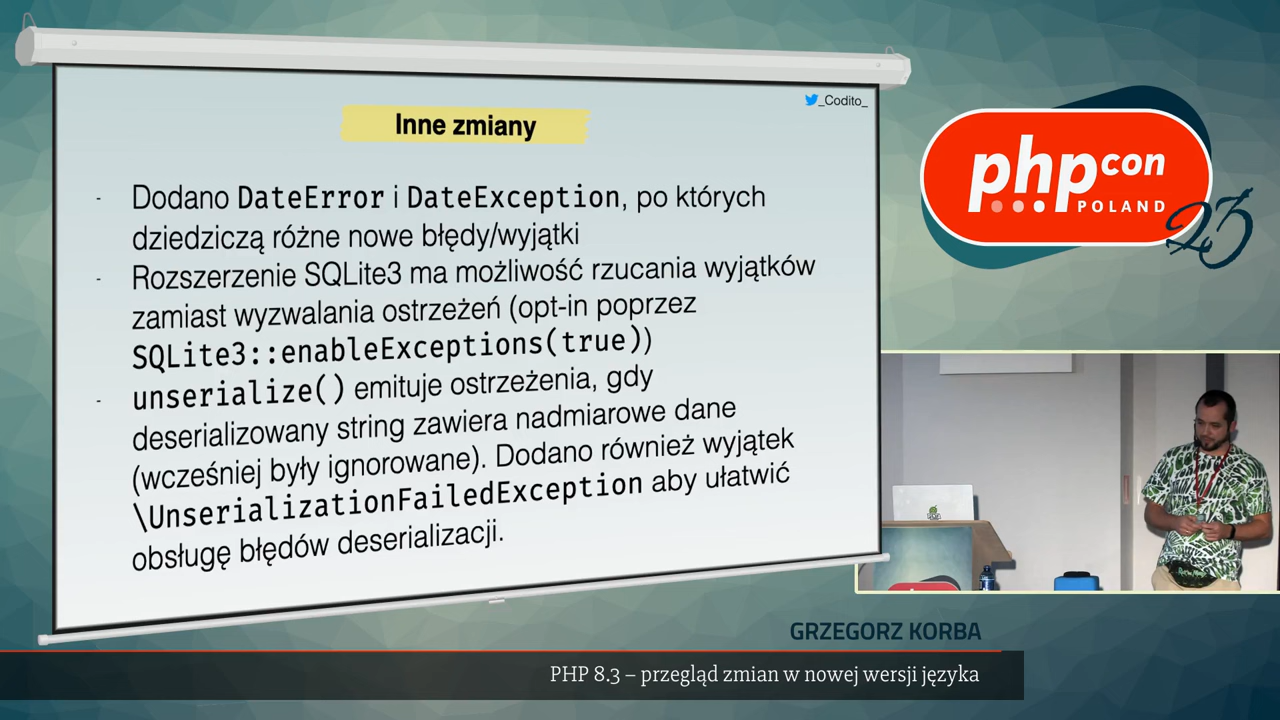 _Codito_
Inne zmiany
- Dodano DateError i DateException, po których
dziedziczą różne nowe błędy/wyjątki
- Rozszerzenie SQLite3 ma możliwość rzucania wyjątków
zamiast wyzwalania ostrzeżeń (opt-in poprzez
SQLite3::enableExceptions(true))
- unserialize() emituje ostrzeżenia, gdy
deserializowany string zawiera nadmiarowe dane
(wcześniej były ignorowane). Dodano również wyjątek
\UnserializationFailedException aby ułatwić
obsługę błędów deserializacji.
phpcon
POLAND
23
GRZEGORZ KORBA
PHP 8.3 – przegląd zmian w nowej wersji języka